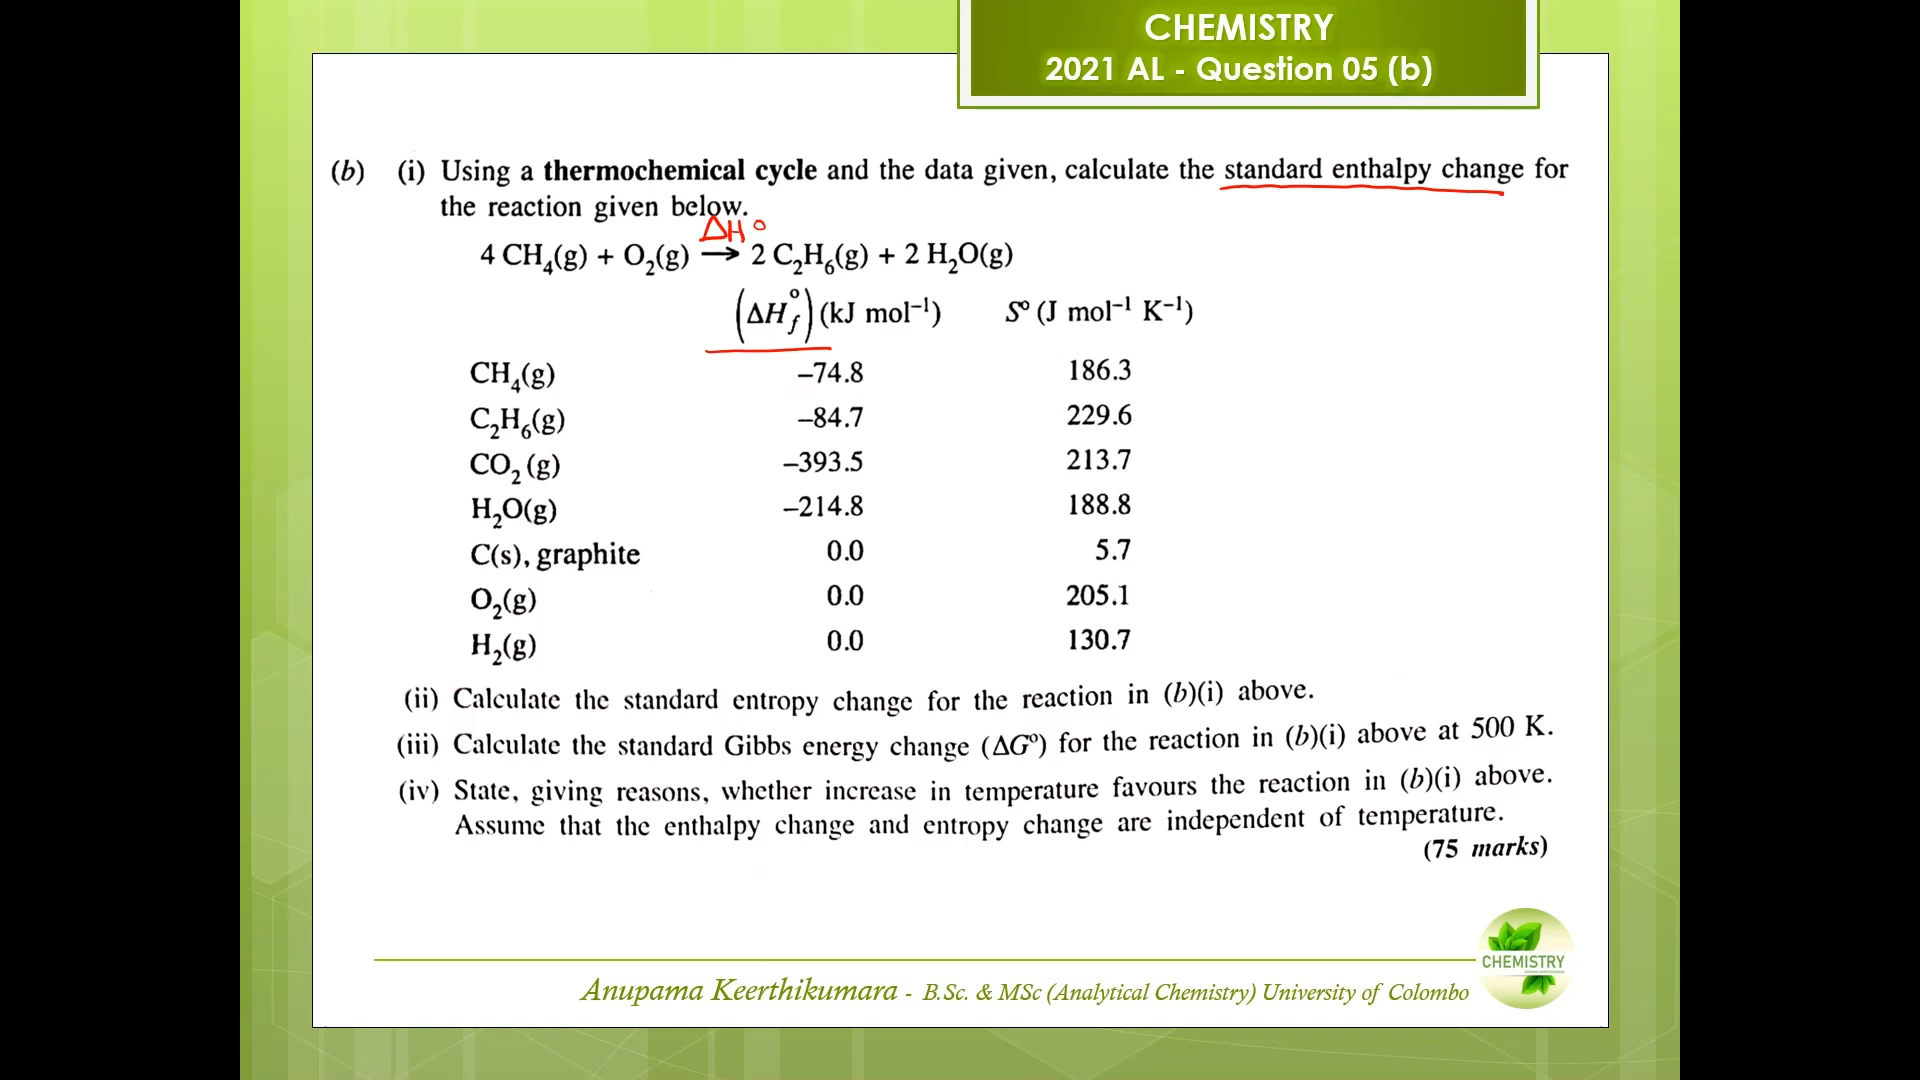 CHEMISTRY
2021 AL - Question 05 (b)
(b) (i) Using a thermochemical cycle and the data given, calculate the standard enthalpy change for
the reaction given below.
ΔH°
4 CH₄(g) + O₂(g) → 2 C₂H₆(g) + 2 H₂O(g)
(ΔH°f) (kJ mol⁻¹) S° (J mol⁻¹ K⁻¹)
CH₄(g) –74.8 186.3
C₂H₆(g) –84.7 229.6
CO₂ (g) –393.5 213.7
H₂O(g) –214.8 188.8
C(s), graphite 0.0 5.7
O₂(g) 0.0 205.1
H₂(g) 0.0 130.7
(ii) Calculate the standard entropy change for the reaction in (b)(i) above.
(iii) Calculate the standard Gibbs energy change (ΔG°) for the reaction in (b)(i) above at 500 K.
(iv) State, giving reasons, whether increase in temperature favours the reaction in (b)(i) above.
Assume that the enthalpy change and entropy change are independent of temperature.
(75 marks)
CHEMISTRY
Anupama Keerthikumara - B.Sc. & MSc (Analytical Chemistry) University of Colombo